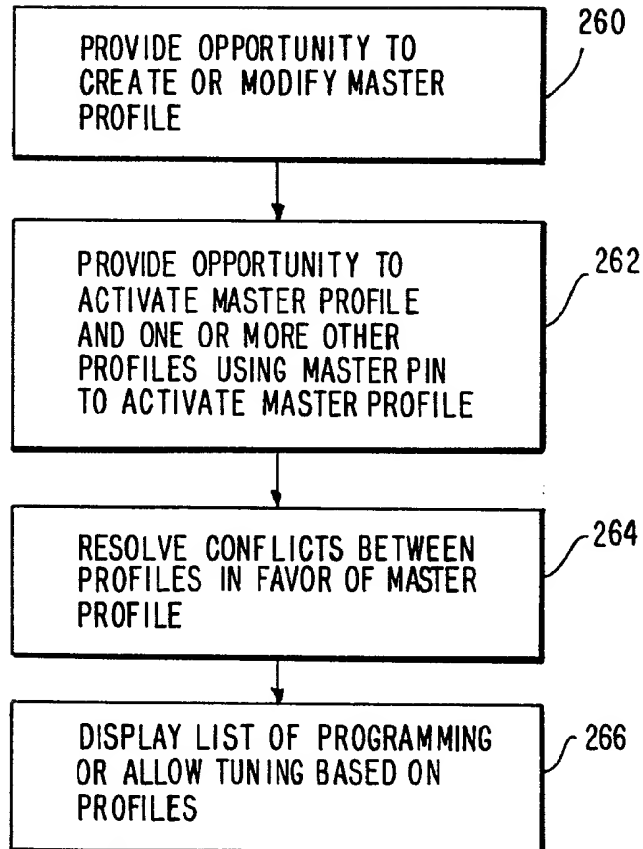 260
PROVIDE OPPORTUNITY TO
CREATE OR MODIFY MASTER
PROFILE
262
PROVIDE OPPORTUNITY TO
ACTIVATE MASTER PROFILE
AND ONE OR MORE OTHER
PROFILES USING MASTER PIN
TO ACTIVATE MASTER PROFILE
264
RESOLVE CONFLICTS BETWEEN
PROFILES IN FAVOR OF MASTER
PROFILE
266
DISPLAY LIST OF PROGRAMMING
OR ALLOW TUNING BASED ON
PROFILES